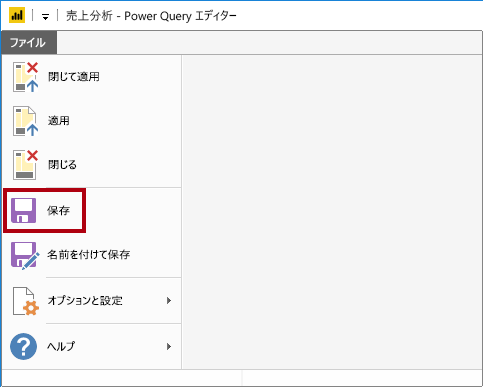 売上分析 - Power Query エディター
ファイル
閉じて適用
適用
閉じる
保存
名前を付けて保存
オプションと設定
ヘルプ